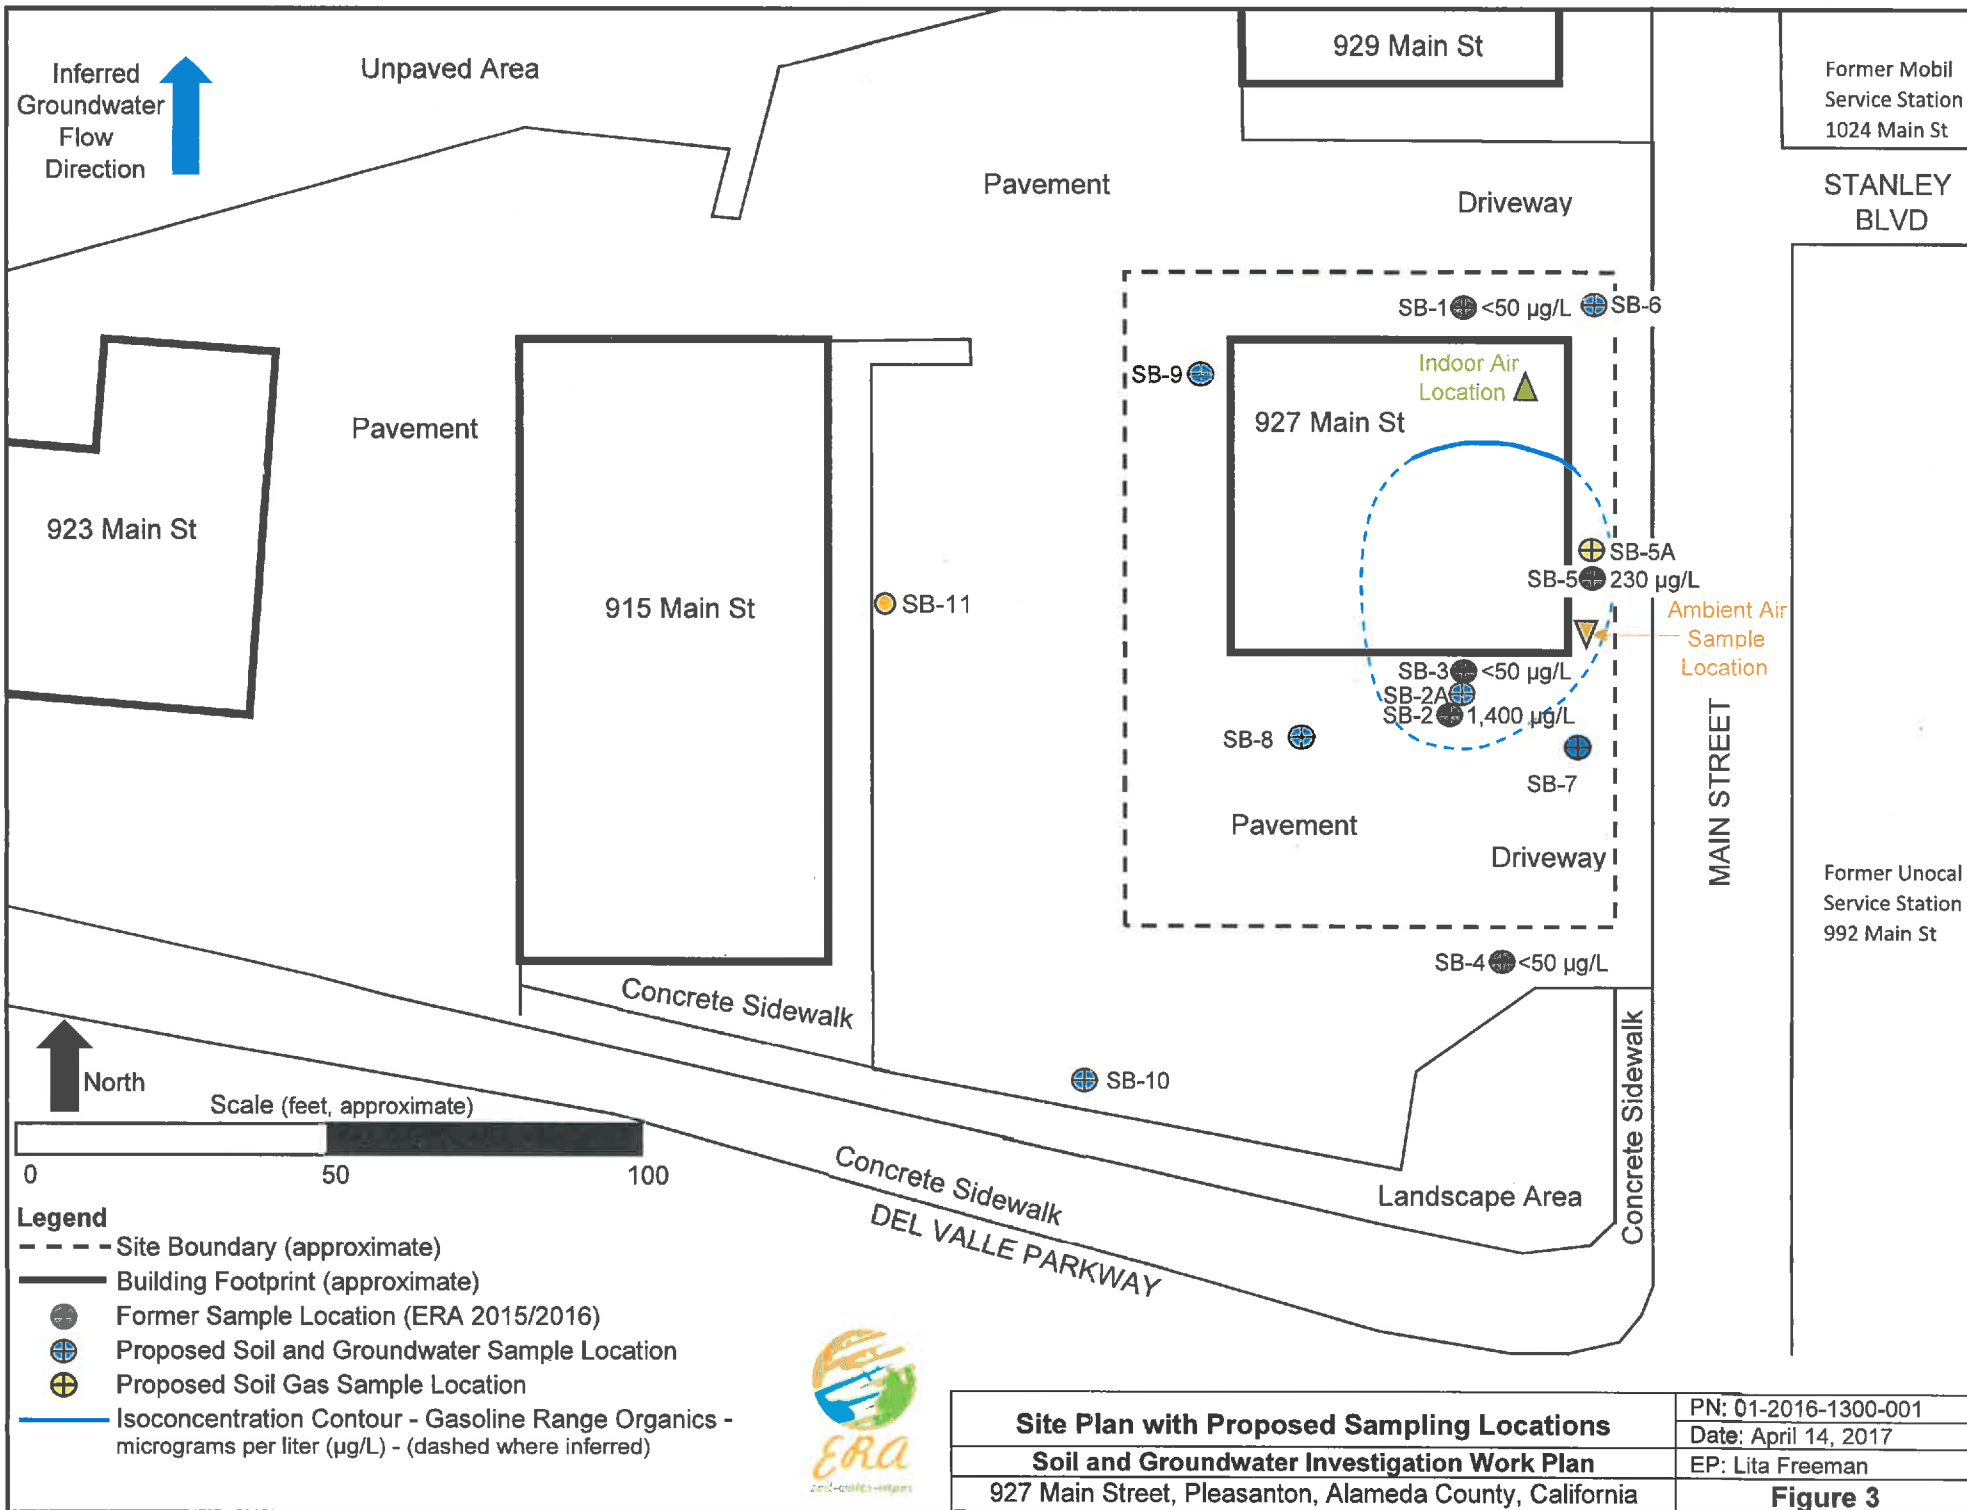 Inferred
Groundwater
Flow
Direction
Unpaved Area
929 Main St
Former Mobil
Service Station
1024 Main St
Pavement
Driveway
STANLEY
BLVD
SB-1 <50 µg/L
SB-6
SB-9
Indoor Air
Location
927 Main St
Pavement
923 Main St
915 Main St
SB-11
SB-5A
SB-5 230 µg/L
Ambient Air
Sample
Location
SB-3 <50 µg/L
SB-2A
SB-2 1,400 µg/L
SB-8
SB-7
MAIN STREET
Pavement
Driveway
Former Unocal
Service Station
992 Main St
SB-4 <50 µg/L
Concrete Sidewalk
Concrete Sidewalk
SB-10
North
Scale (feet, approximate)
0 50 100
Concrete Sidewalk
Landscape Area
DEL VALLE PARKWAY
Legend
Site Boundary (approximate)
Building Footprint (approximate)
Former Sample Location (ERA 2015/2016)
Proposed Soil and Groundwater Sample Location
Proposed Soil Gas Sample Location
Isoconcentration Contour - Gasoline Range Organics -
micrograms per liter (µg/L) - (dashed where inferred)
ERA
Site Plan with Proposed Sampling Locations
Soil and Groundwater Investigation Work Plan
927 Main Street, Pleasanton, Alameda County, California
PN: 01-2016-1300-001
Date: April 14, 2017
EP: Lita Freeman
Figure 3